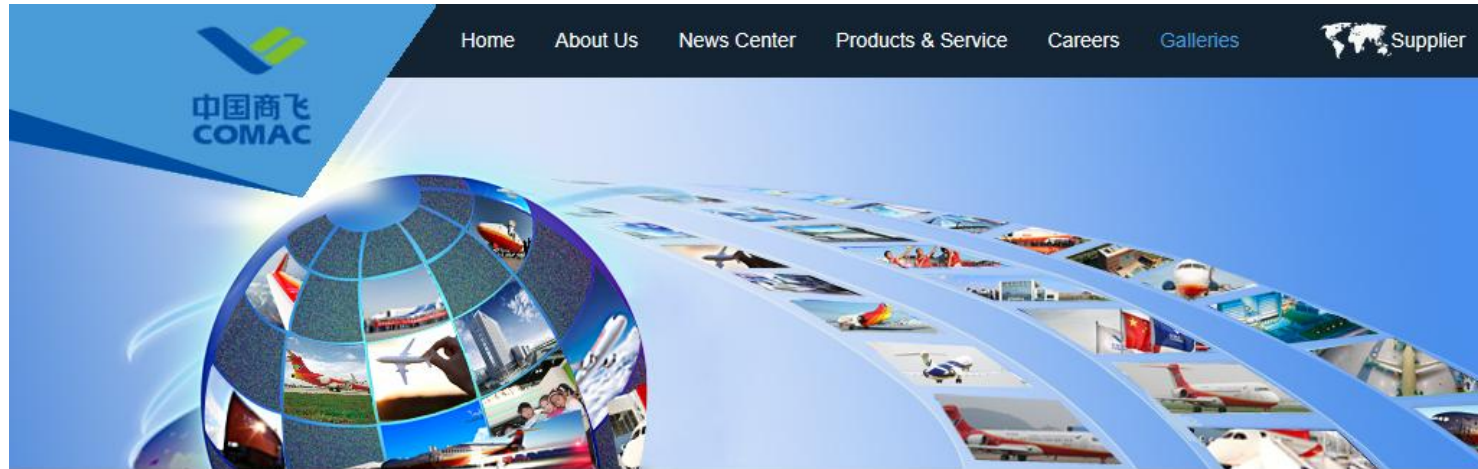 中国商飞
COMAC
Home About Us News Center Products & Service Careers Galleries Supplier